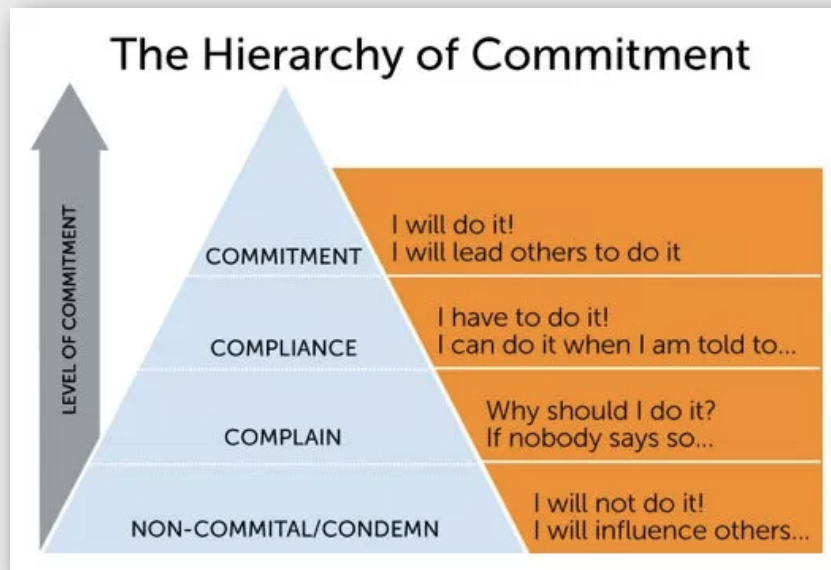 The Hierarchy of Commitment
LEVEL OF COMMITMENT
COMMITMENT
I will do it!
I will lead others to do it
COMPLIANCE
I have to do it!
I can do it when I am told to...
COMPLAIN
Why should I do it?
If nobody says so...
NON-COMMITAL/CONDEMN
I will not do it!
I will influence others...